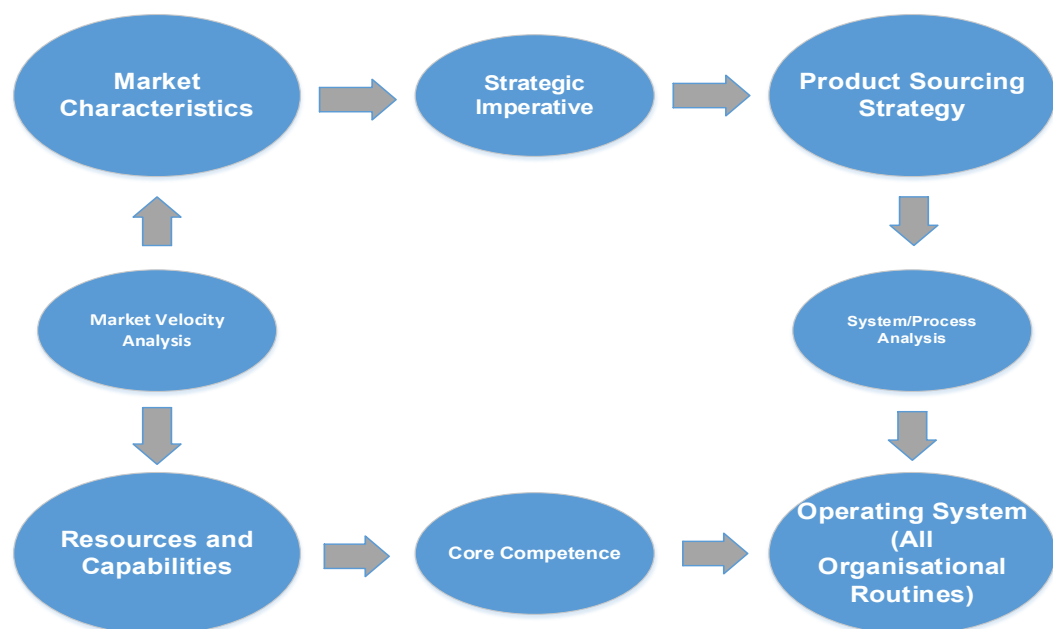 Market
Characteristics
Strategic
Imperative
Product Sourcing
Strategy
Market Velocity
Analysis
System/Process
Analysis
Resources and
Capabilities
Core Competence
Operating System
(All
Organisational
Routines)